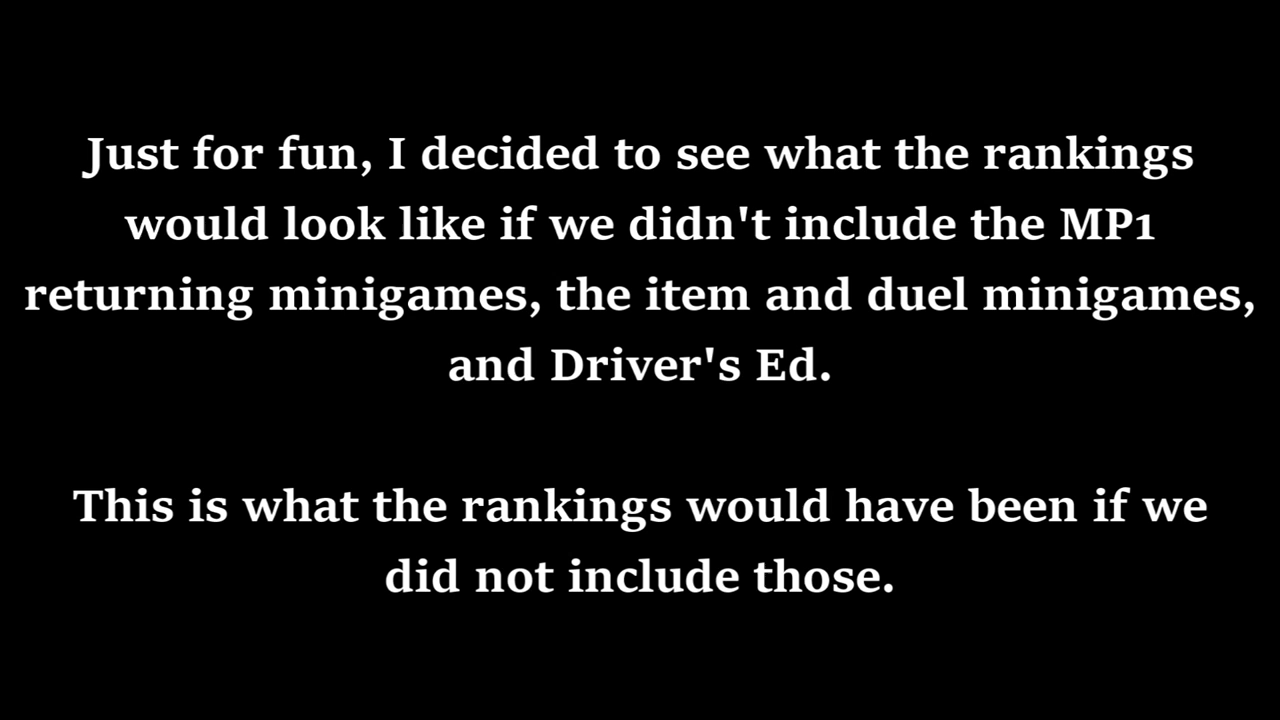 Just for fun, I decided to see what the rankings
would look like if we didn't include the MP1
returning minigames, the item and duel minigames,
and Driver's Ed.
This is what the rankings would have been if we
did not include those.